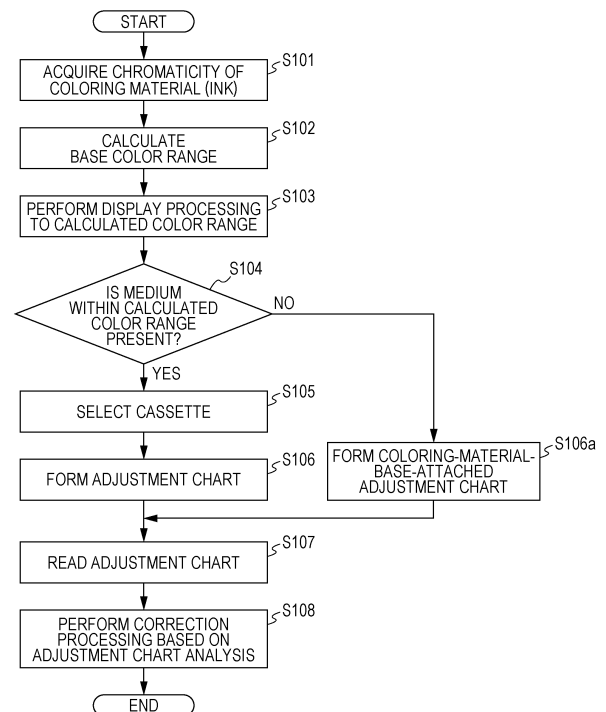 START
S101
ACQUIRE CHROMATICITY OF
COLORING MATERIAL (INK)
S102
CALCULATE
BASE COLOR RANGE
S103
PERFORM DISPLAY PROCESSING
TO CALCULATED COLOR RANGE
S104
IS MEDIUM
WITHIN CALCULATED
COLOR RANGE
PRESENT?
NO
YES
S105
SELECT CASSETTE
S106
FORM ADJUSTMENT CHART
S106a
FORM COLORING-MATERIAL-
BASE-ATTACHED
ADJUSTMENT CHART
S107
READ ADJUSTMENT CHART
S108
PERFORM CORRECTION
PROCESSING BASED ON
ADJUSTMENT CHART ANALYSIS
END